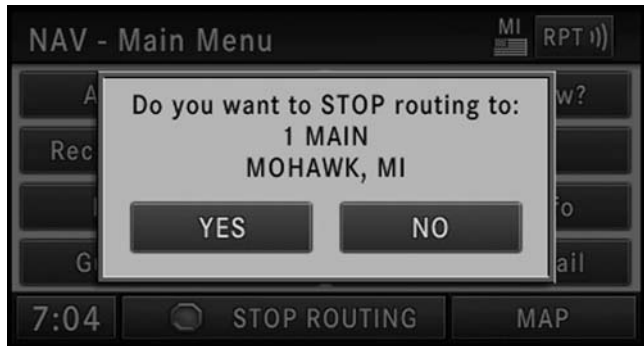 NAV - Main Menu
MI
RPT
Do you want to STOP routing to:
1 MAIN
MOHAWK, MI
YES
NO
w?
Rec
7:04
STOP ROUTING
MAP